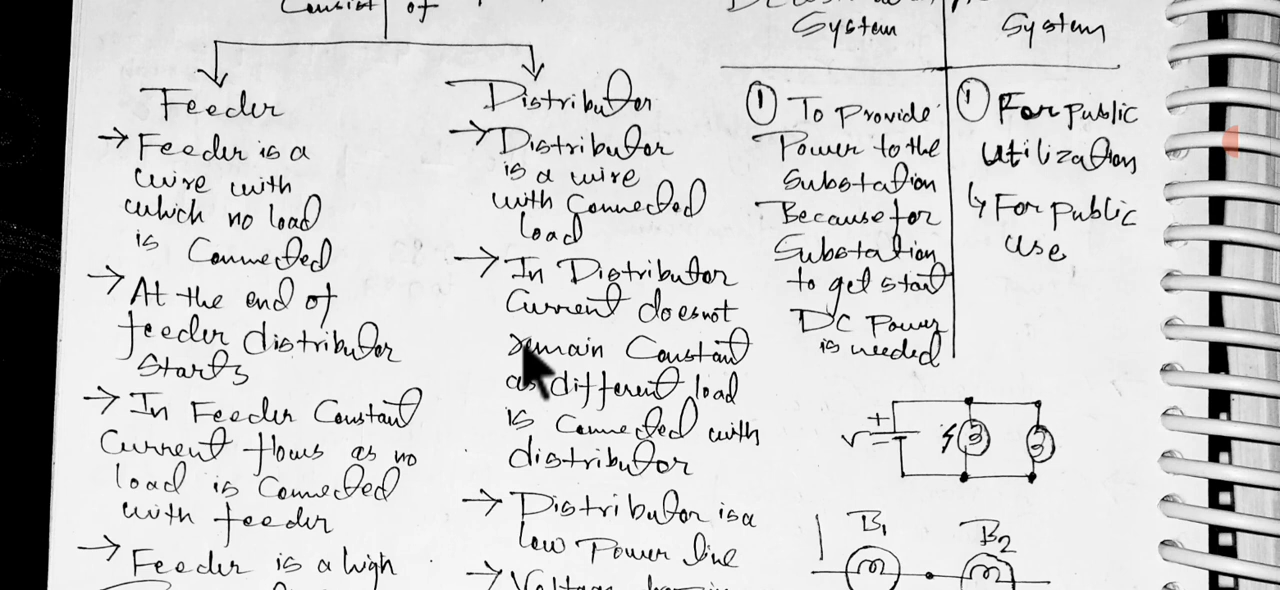 Consist of
Feeder
→ Feeder is a
wire with
which no load
is Connected
→ At the end of
feeder distributor
Starts
→ In Feeder Constant
Current flows as no
load is Connected
with feeder
→ Feeder is a high
Distributor
→ Distributor
is a wire
with Connected
load
→ In Distributor
Current does not
remain Constant
as different load
is Connected with
distributor
→ Distributor is a
low Power line
→ Voltage
System
① To provide
Power to the
Substation
Because for
Substation
to get start
DC Power
is needed
System
① For public
utilization
↳ For public
use
+
V
B1
B2